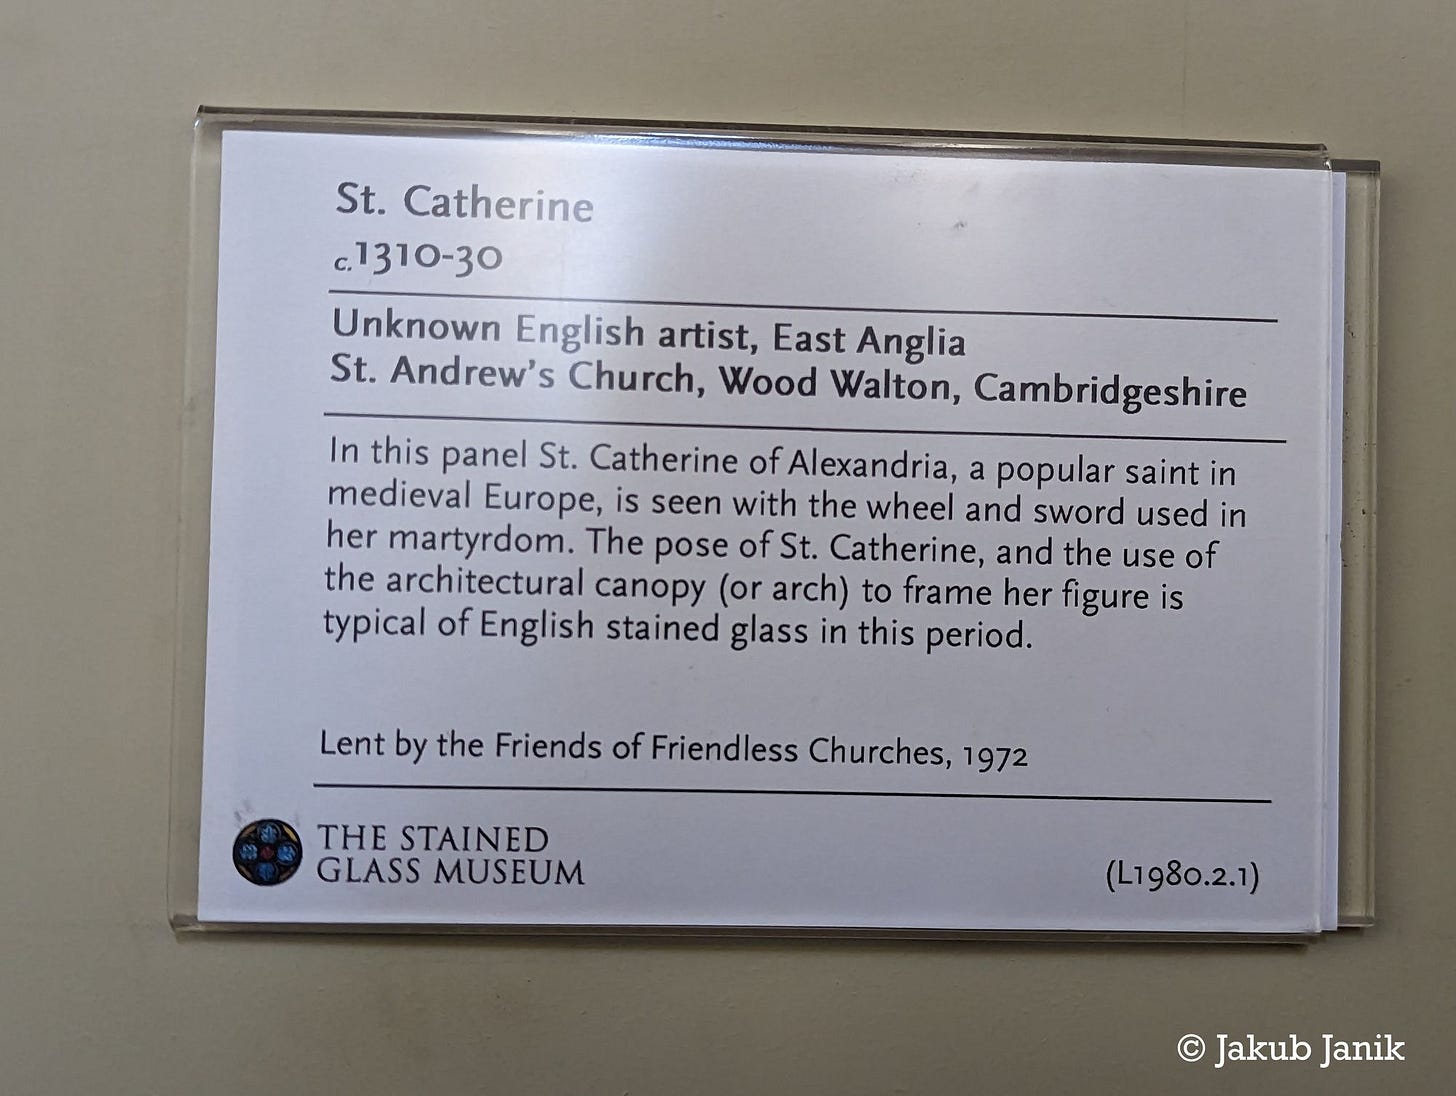 St. Catherine
c.1310-30
Unknown English artist, East Anglia
St. Andrew's Church, Wood Walton, Cambridgeshire
In this panel St. Catherine of Alexandria, a popular saint in
medieval Europe, is seen with the wheel and sword used in
her martyrdom. The pose of St. Catherine, and the use of
the architectural canopy (or arch) to frame her figure is
typical of English stained glass in this period.
Lent by the Friends of Friendless Churches, 1972
THE STAINED
GLASS MUSEUM
(L1980.2.1)
© Jakub Janik